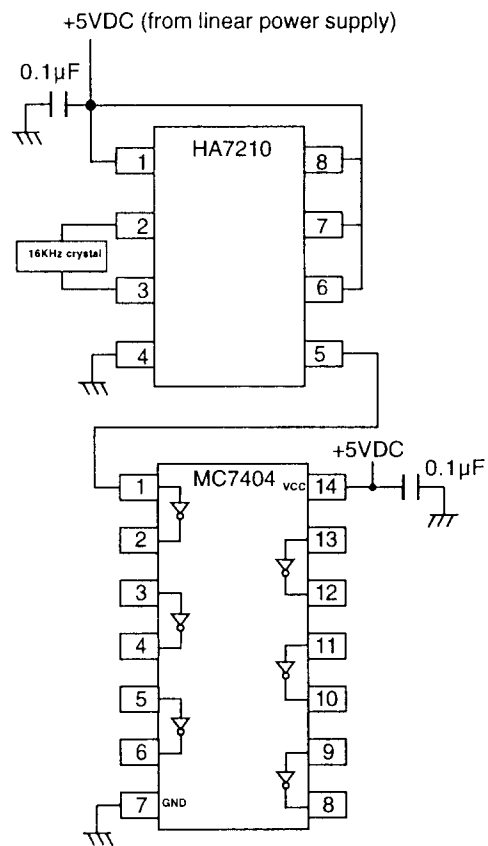 +5VDC (from linear power supply)
0.1µF
HA7210
1 8
2 7
16KHz crystal
3 6
4 5
+5VDC
0.1µF
MC7404
1 VCC 14
2 13
3 12
4 11
5 10
6 9
7 GND 8